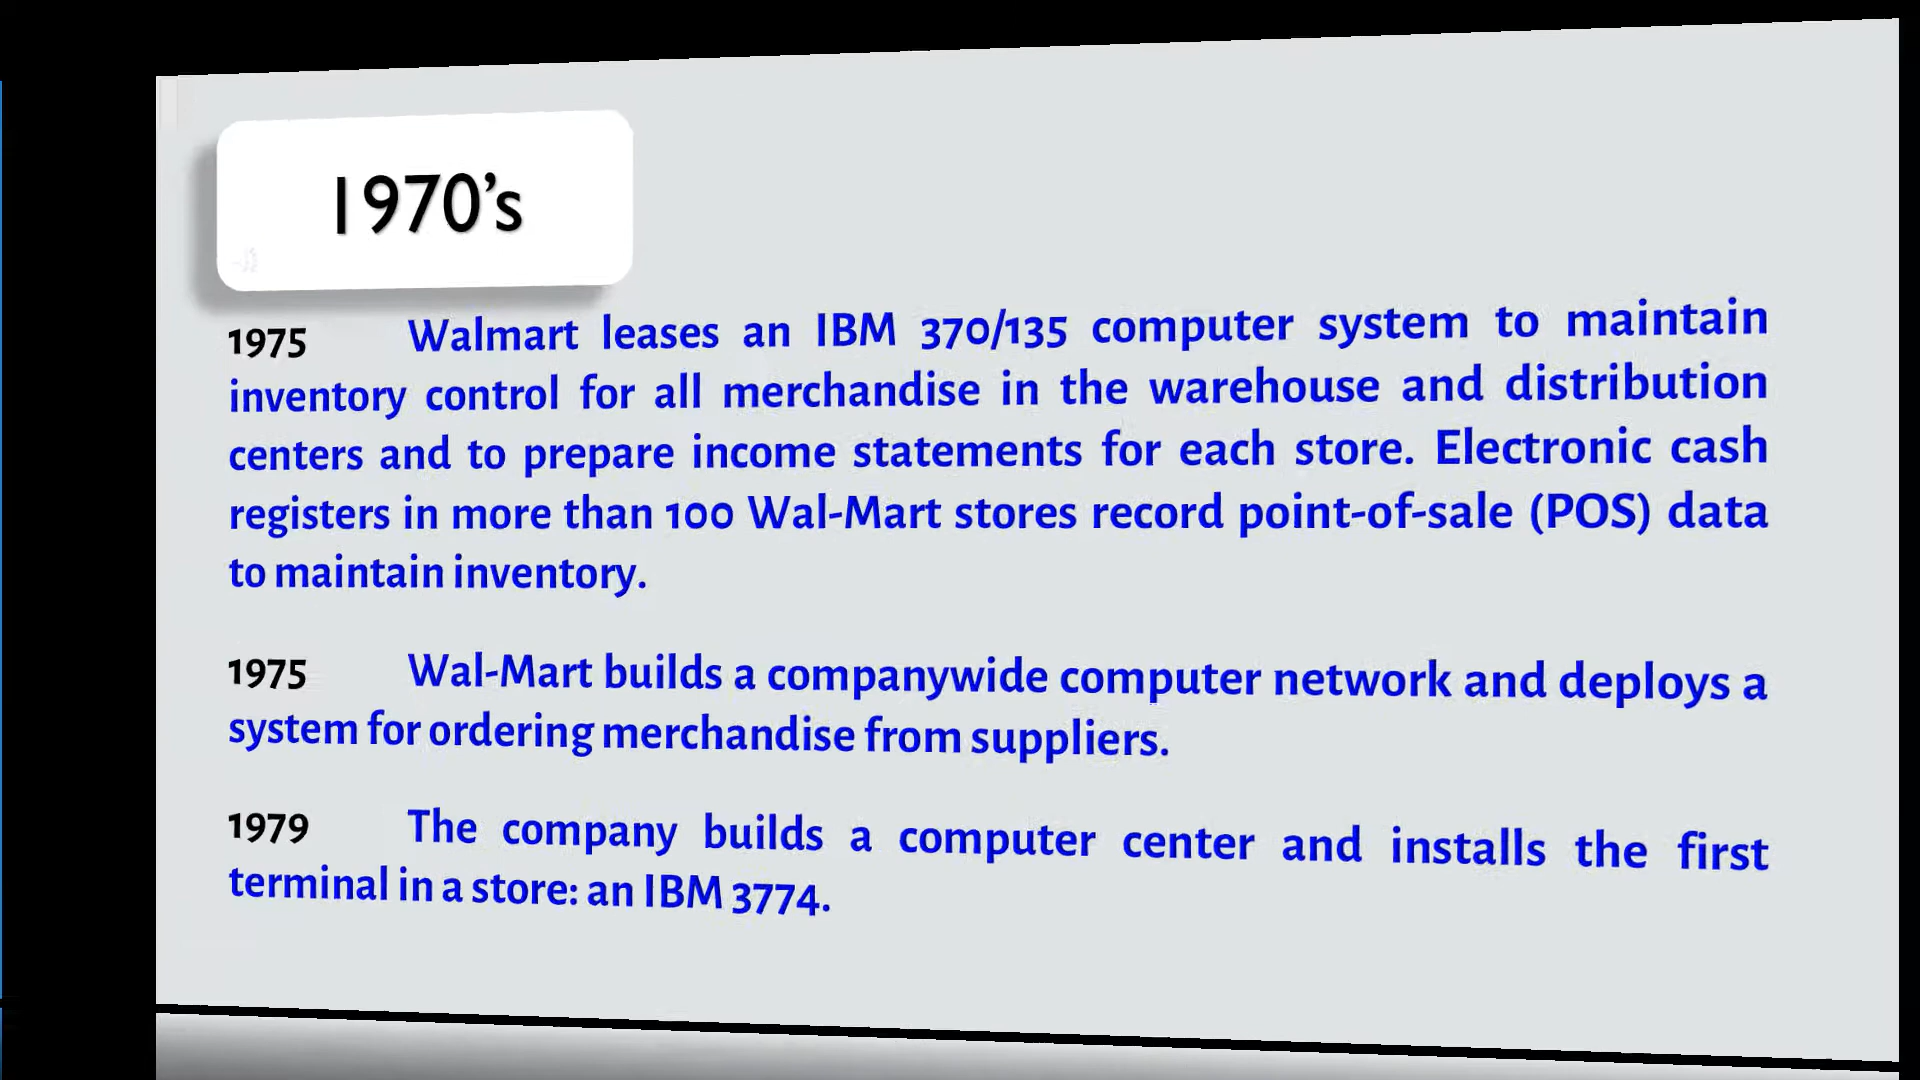 1970’s
1975 Walmart leases an IBM 370/135 computer system to maintain
inventory control for all merchandise in the warehouse and distribution
centers and to prepare income statements for each store. Electronic cash
registers in more than 100 Wal-Mart stores record point-of-sale (POS) data
to maintain inventory.
1975 Wal-Mart builds a companywide computer network and deploys a
system for ordering merchandise from suppliers.
1979 The company builds a computer center and installs the first
terminal in a store: an IBM 3774.